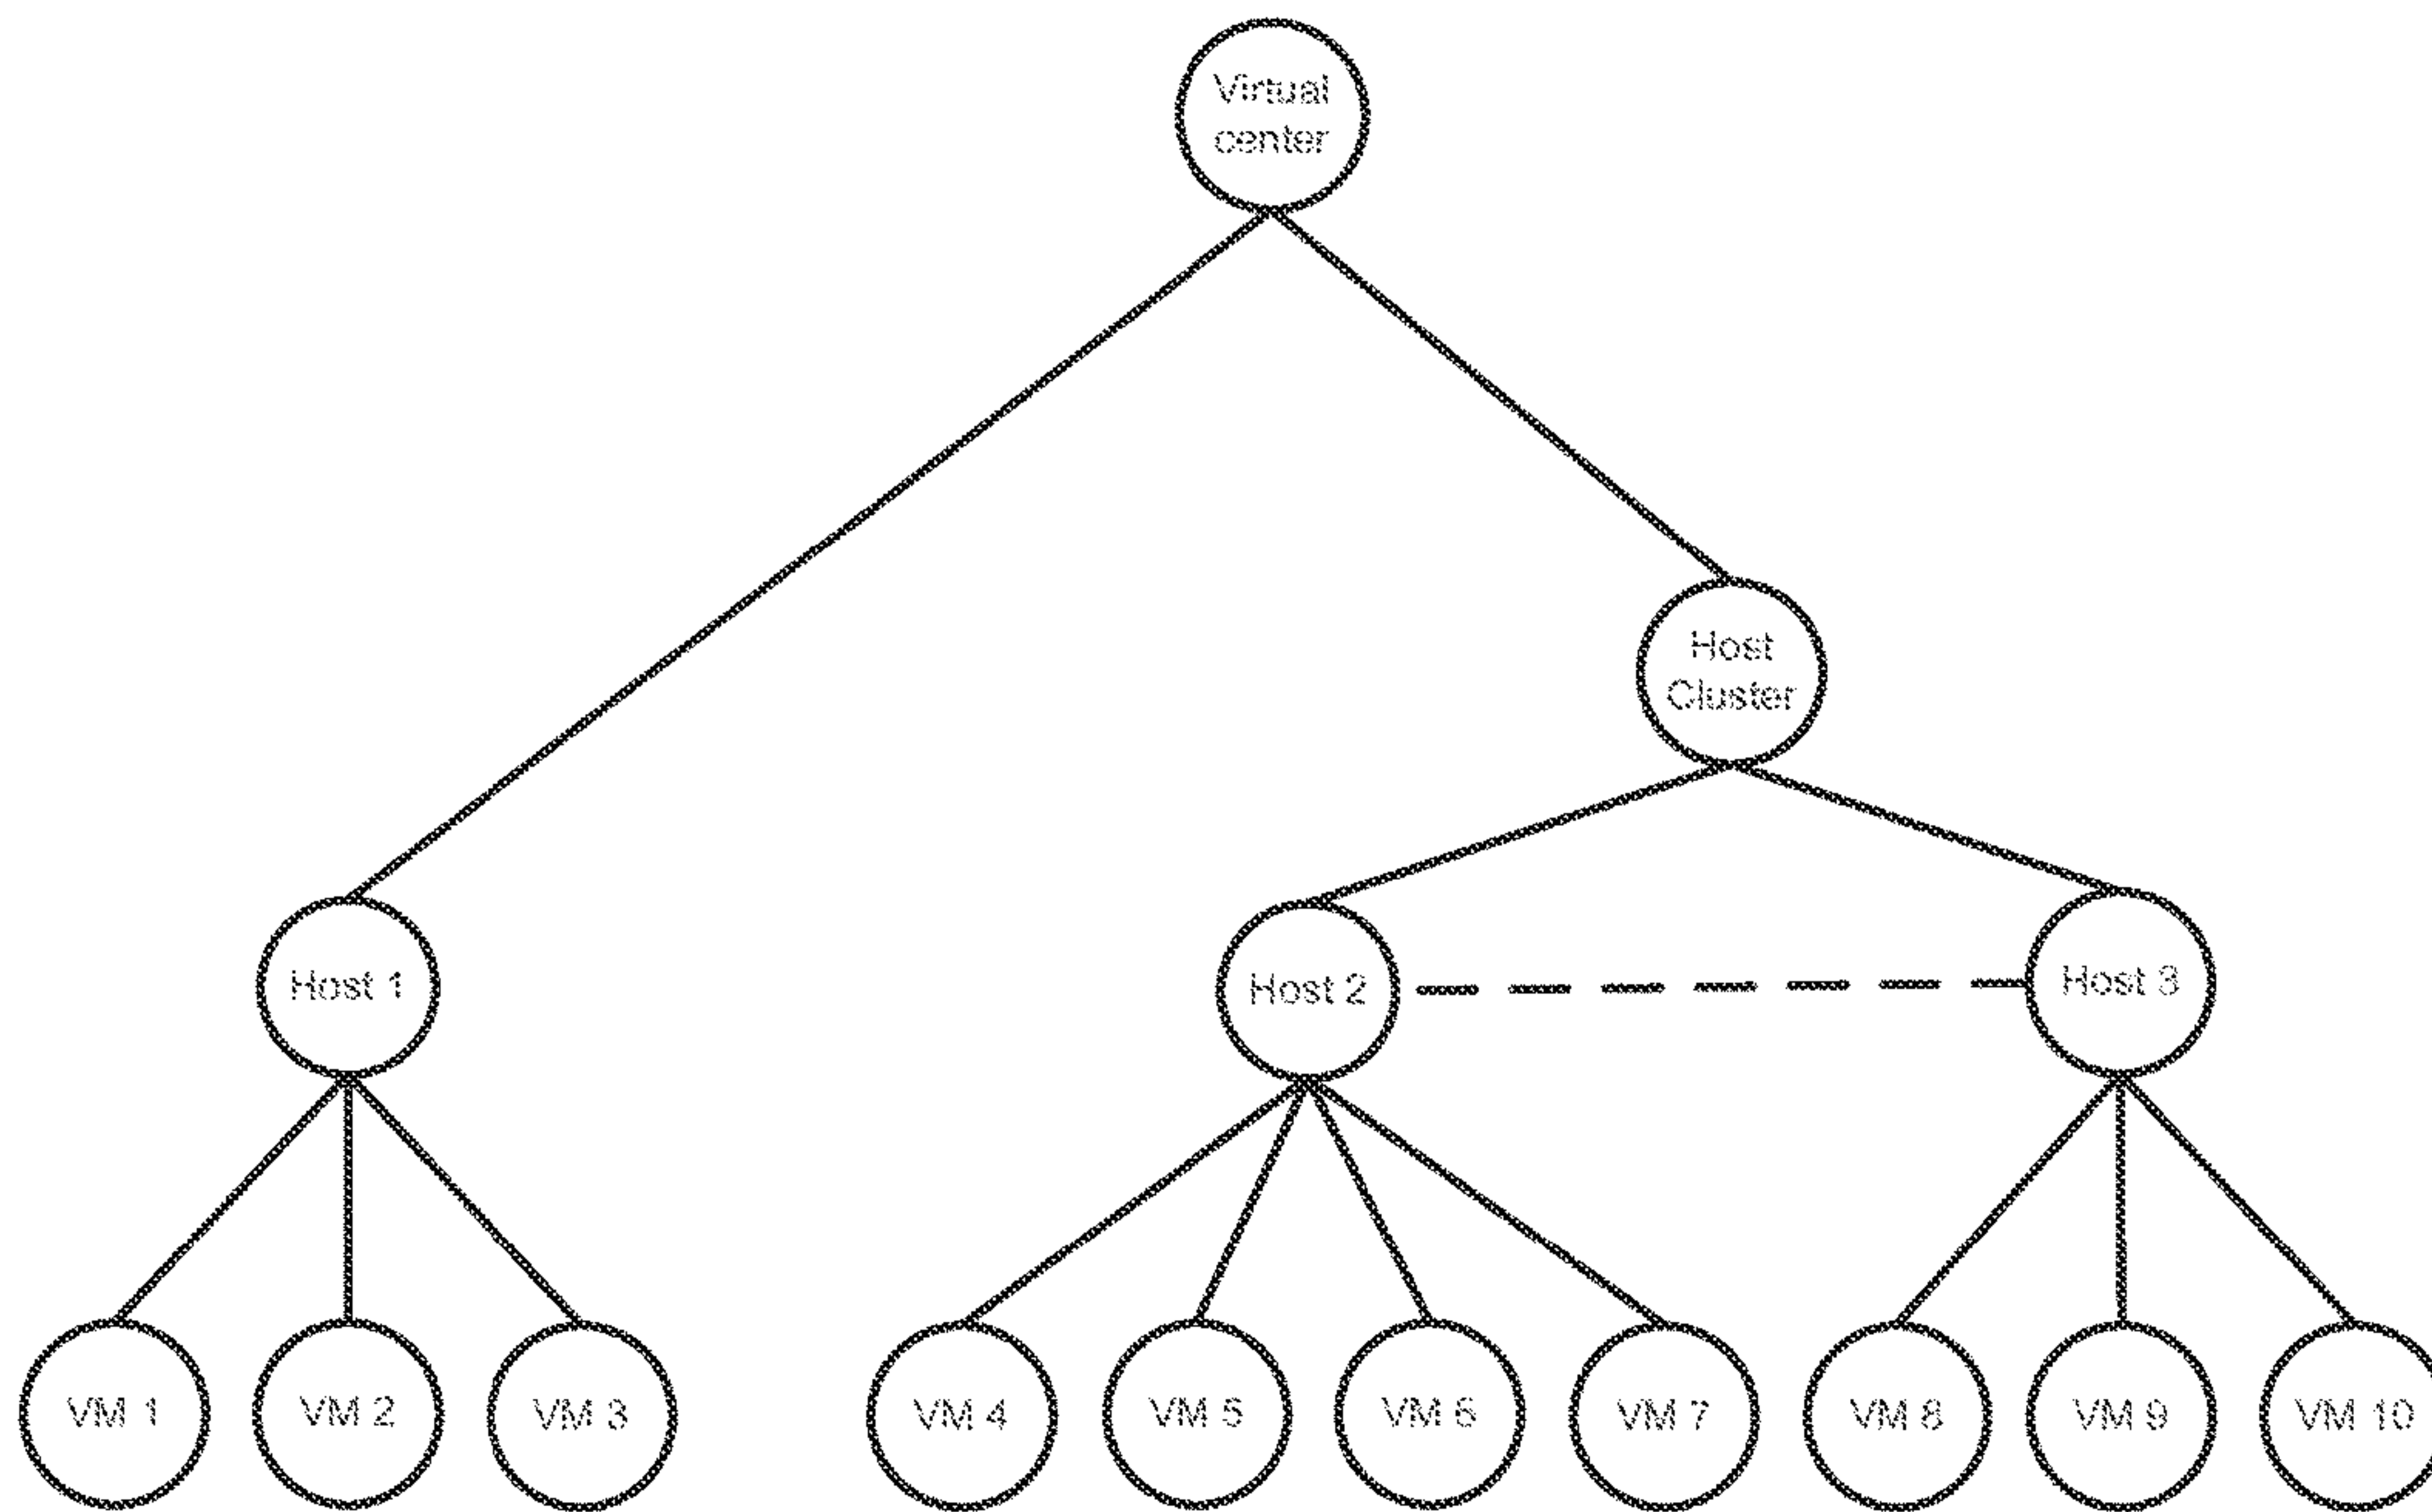 Virtual
center
Host
Cluster
Host 1
Host 2
Host 3
VM 1
VM 2
VM 3
VM 4
VM 5
VM 6
VM 7
VM 8
VM 9
VM 10